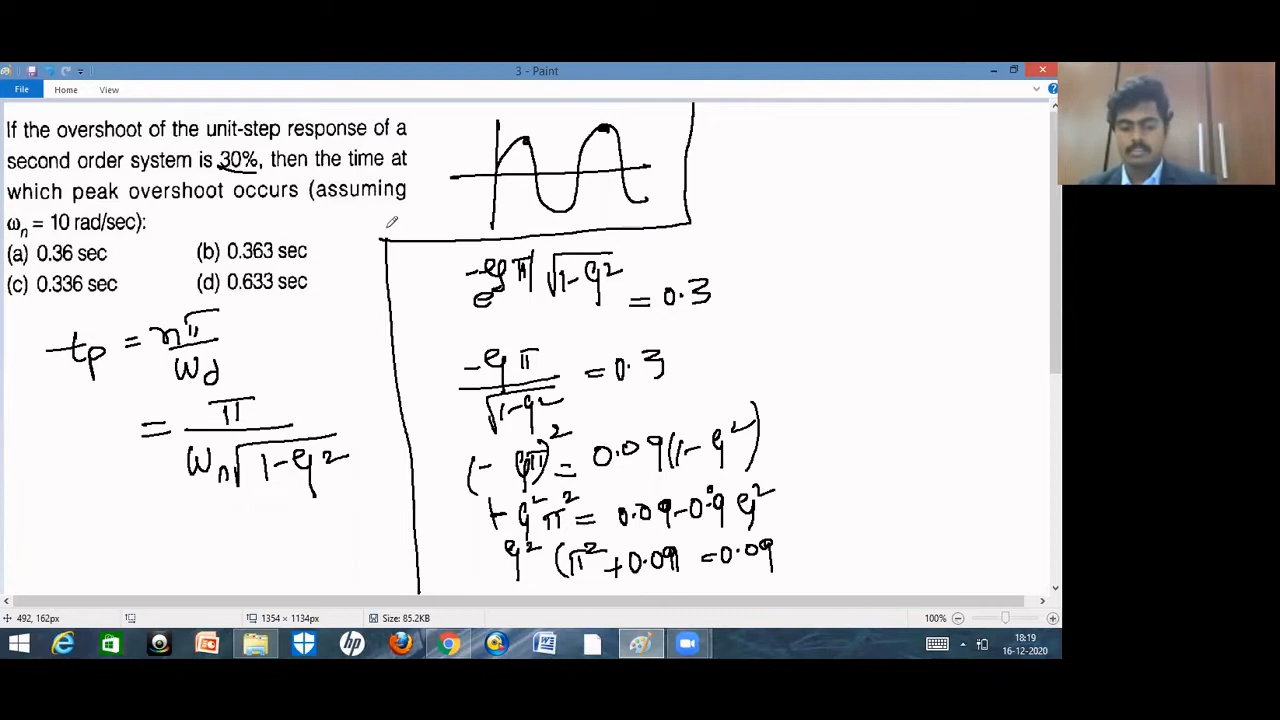 3 - Paint
File Home View
If the overshoot of the unit-step response of a
second order system is 30%, then the time at
which peak overshoot occurs (assuming
ωn = 10 rad/sec):
(a) 0.36 sec (b) 0.363 sec
(c) 0.336 sec (d) 0.633 sec
tp = nπ/ωd
= π/ωn√1-ξ²
e^-ξπ/√1-ξ² = 0.3
-ξπ/√1-ξ² = 0.3
(-ξπ)² = 0.09(1-ξ²)
+ξ²π² = 0.09-0.09ξ²
ξ²(π²+0.09 =0.09
492, 162px 1354 × 1134px Size: 85.2KB 100%
18:19
16-12-2020